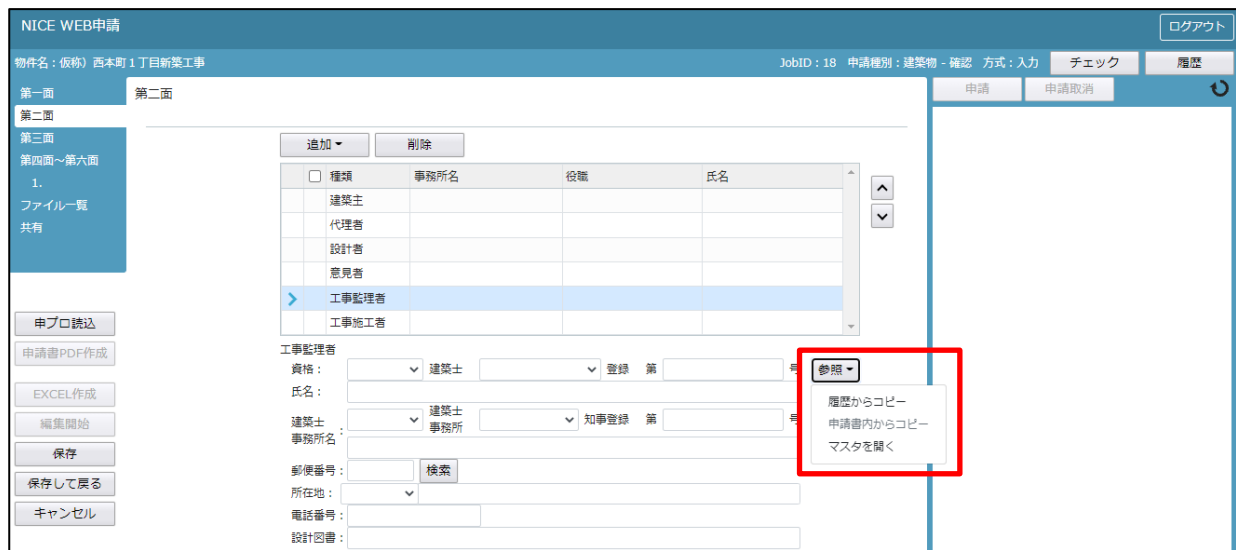 NICE WEB申請
ログアウト
物件名：仮称）西本町１丁目新築工事
JobID：18 申請種別：建築物 - 確認 方式：入力
チェック
履歴
第一面
第二面
第三面
第四面～第六面
1.
ファイル一覧
共有
申プロ読込
申請書PDF作成
EXCEL作成
編集開始
保存
保存して戻る
キャンセル
第二面
追加
削除
種類 事務所名 役職 氏名
建築主
代理者
設計者
意見者
工事監理者
工事施工者
工事監理者
資格： 建築士 登録 第 号
参照
氏名：
建築士事務所名： 建築士事務所 知事登録 第 号
郵便番号： 検索
所在地：
電話番号：
設計図書：
履歴からコピー
申請書内からコピー
マスタを開く
申請
申請取消